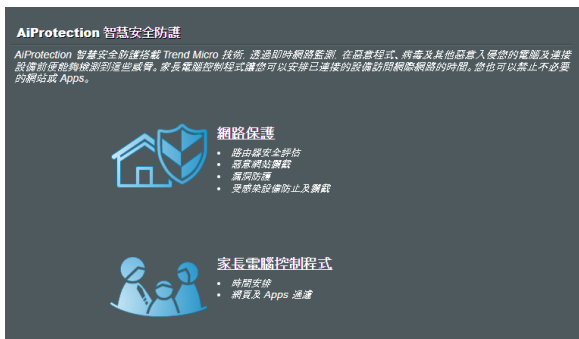 AiProtection 智慧安全防護
AiProtection 智慧安全防護搭載 Trend Micro 技術, 透過即時網路監測, 在惡意程式、病毒及其他惡意入侵您的電腦及連接
設備前便能夠檢測到這些威脅。家長電腦控制程式讓您可以安排已連接的設備訪問網際網路的時間。您也可以禁止不必要
的網站或 Apps。
網路保護
• 路由器安全評估
• 惡意網站攔截
• 漏洞防護
• 受感染設備防止及攔截
家長電腦控制程式
• 時間安排
• 網頁及 Apps 過濾